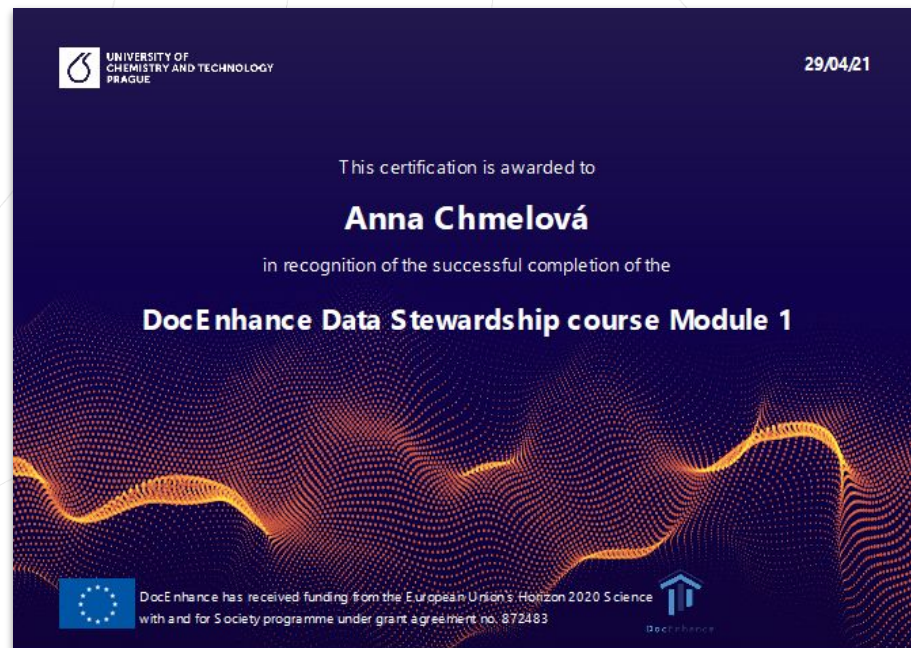 UNIVERSITY OF
CHEMISTRY AND TECHNOLOGY
PRAGUE
29/04/21
This certification is awarded to
Anna Chmelová
in recognition of the successful completion of the
DocEnhance Data Stewardship course Module 1
DocEnhance has received funding from the European Union's Horizon 2020 Science
with and for Society programme under grant agreement no. 872483
DocEnhance